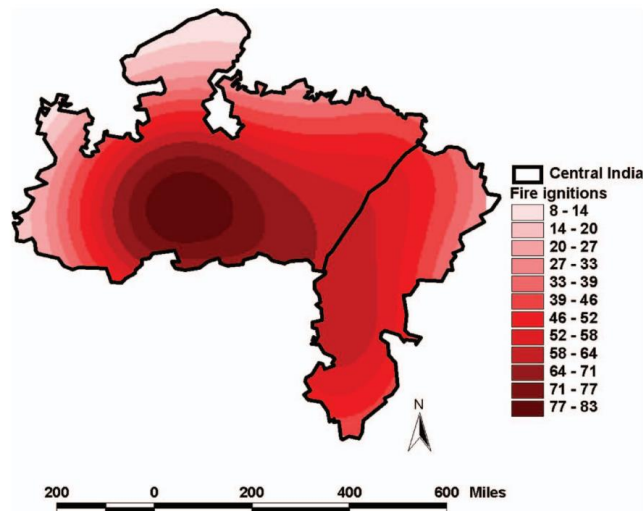 Central India
Fire ignitions
8 - 14
14 - 20
20 - 27
27 - 33
33 - 39
39 - 46
46 - 52
52 - 58
58 - 64
64 - 71
71 - 77
77 - 83
N
200 0 200 400 600 Miles